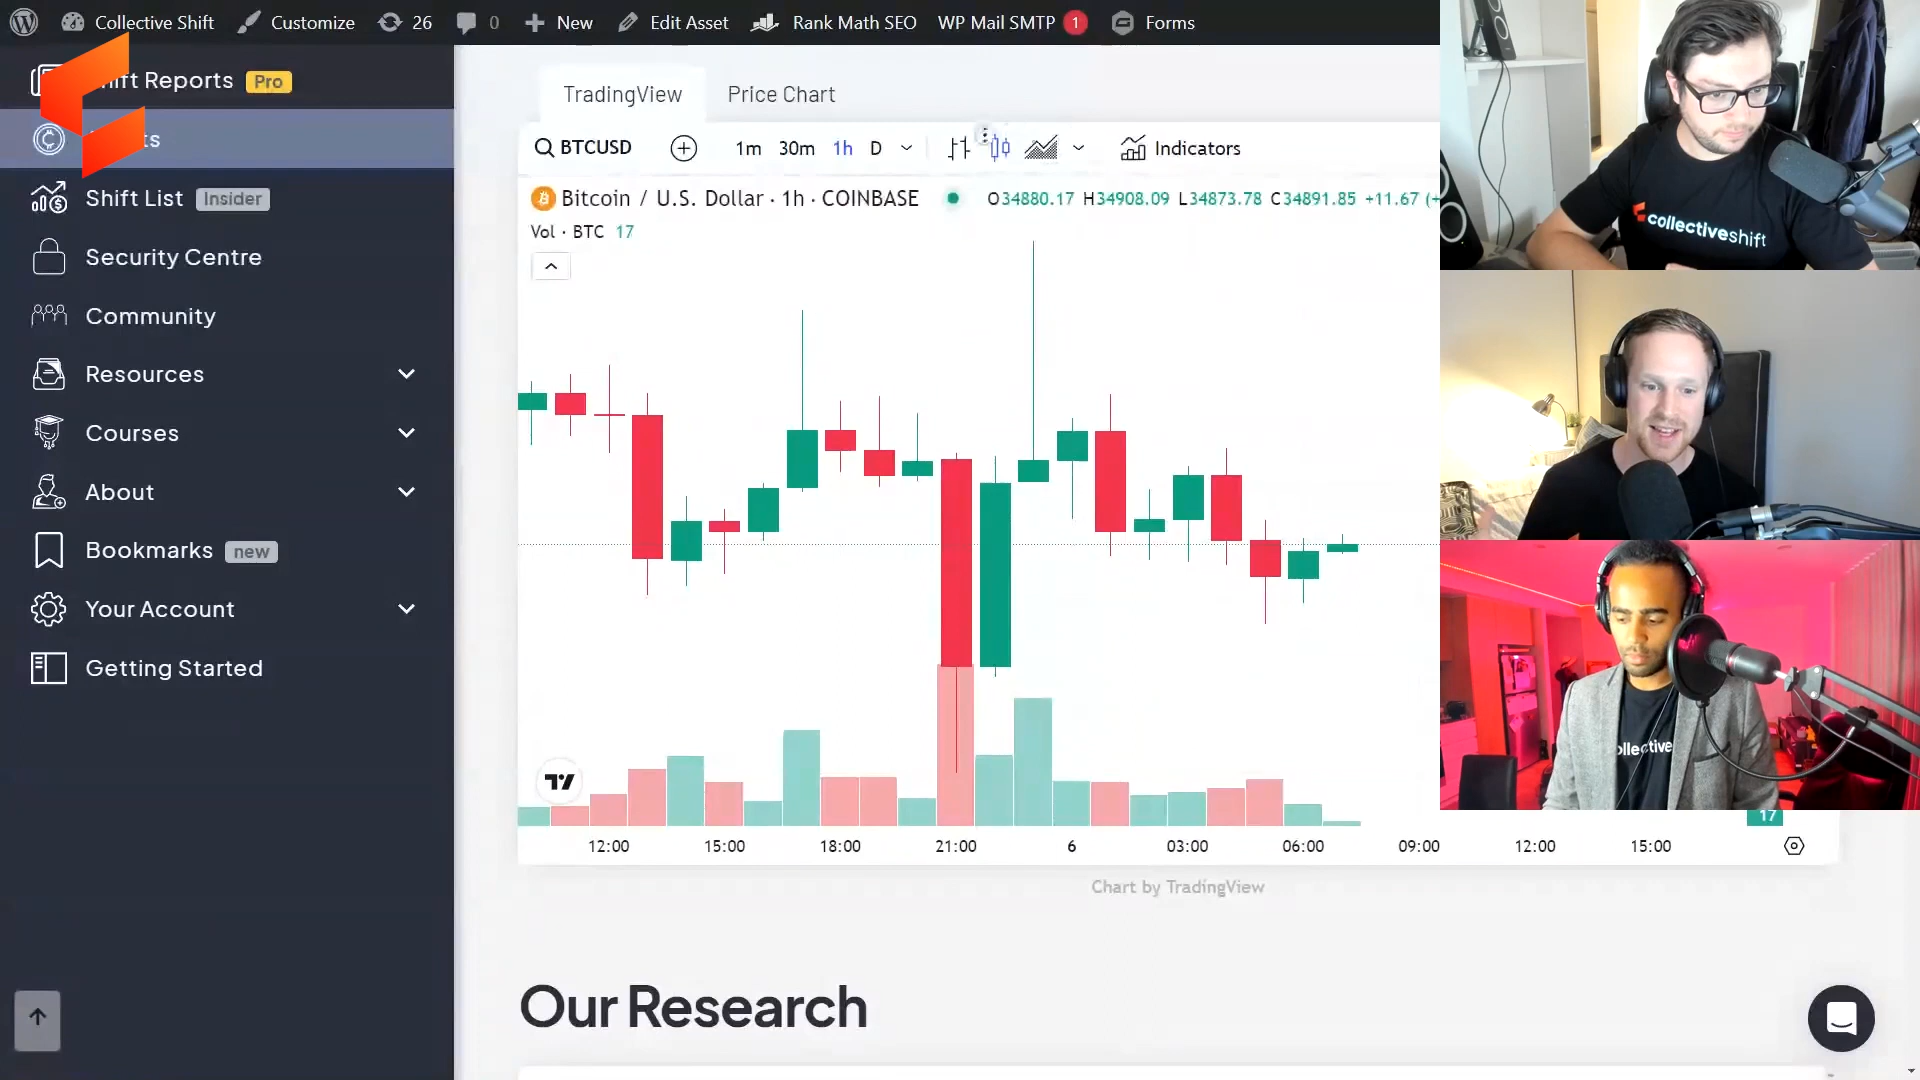 Collective Shift
Customize
26
0
New
Edit Asset
Rank Math SEO
WP Mail SMTP 1
Forms
Shift Reports Pro
Shift List Insider
Security Centre
Community
Resources
Courses
About
Bookmarks new
Your Account
Getting Started
TradingView
Price Chart
BTCUSD
1m 30m 1h D
Indicators
Bitcoin / U.S. Dollar · 1h · COINBASE
O34880.17 H34908.09 L34873.78 C34891.85 +11.67 (+
Vol · BTC 17
17
12:00 15:00 18:00 21:00 6 03:00 06:00 09:00 12:00 15:00
Chart by TradingView
Our Research
collectiveshift
ollective